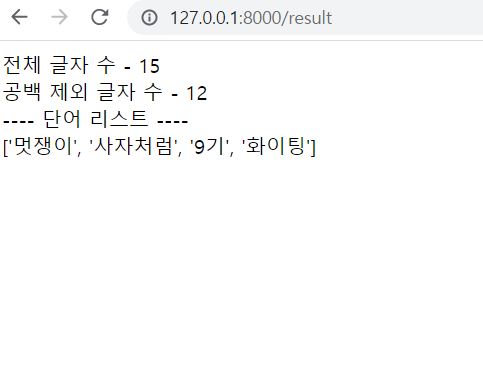 127.0.0.1:8000/result
전체 글자 수 - 15
공백 제외 글자 수 - 12
---- 단어 리스트 ----
['멋쟁이', '사자처럼', '9기', '화이팅']